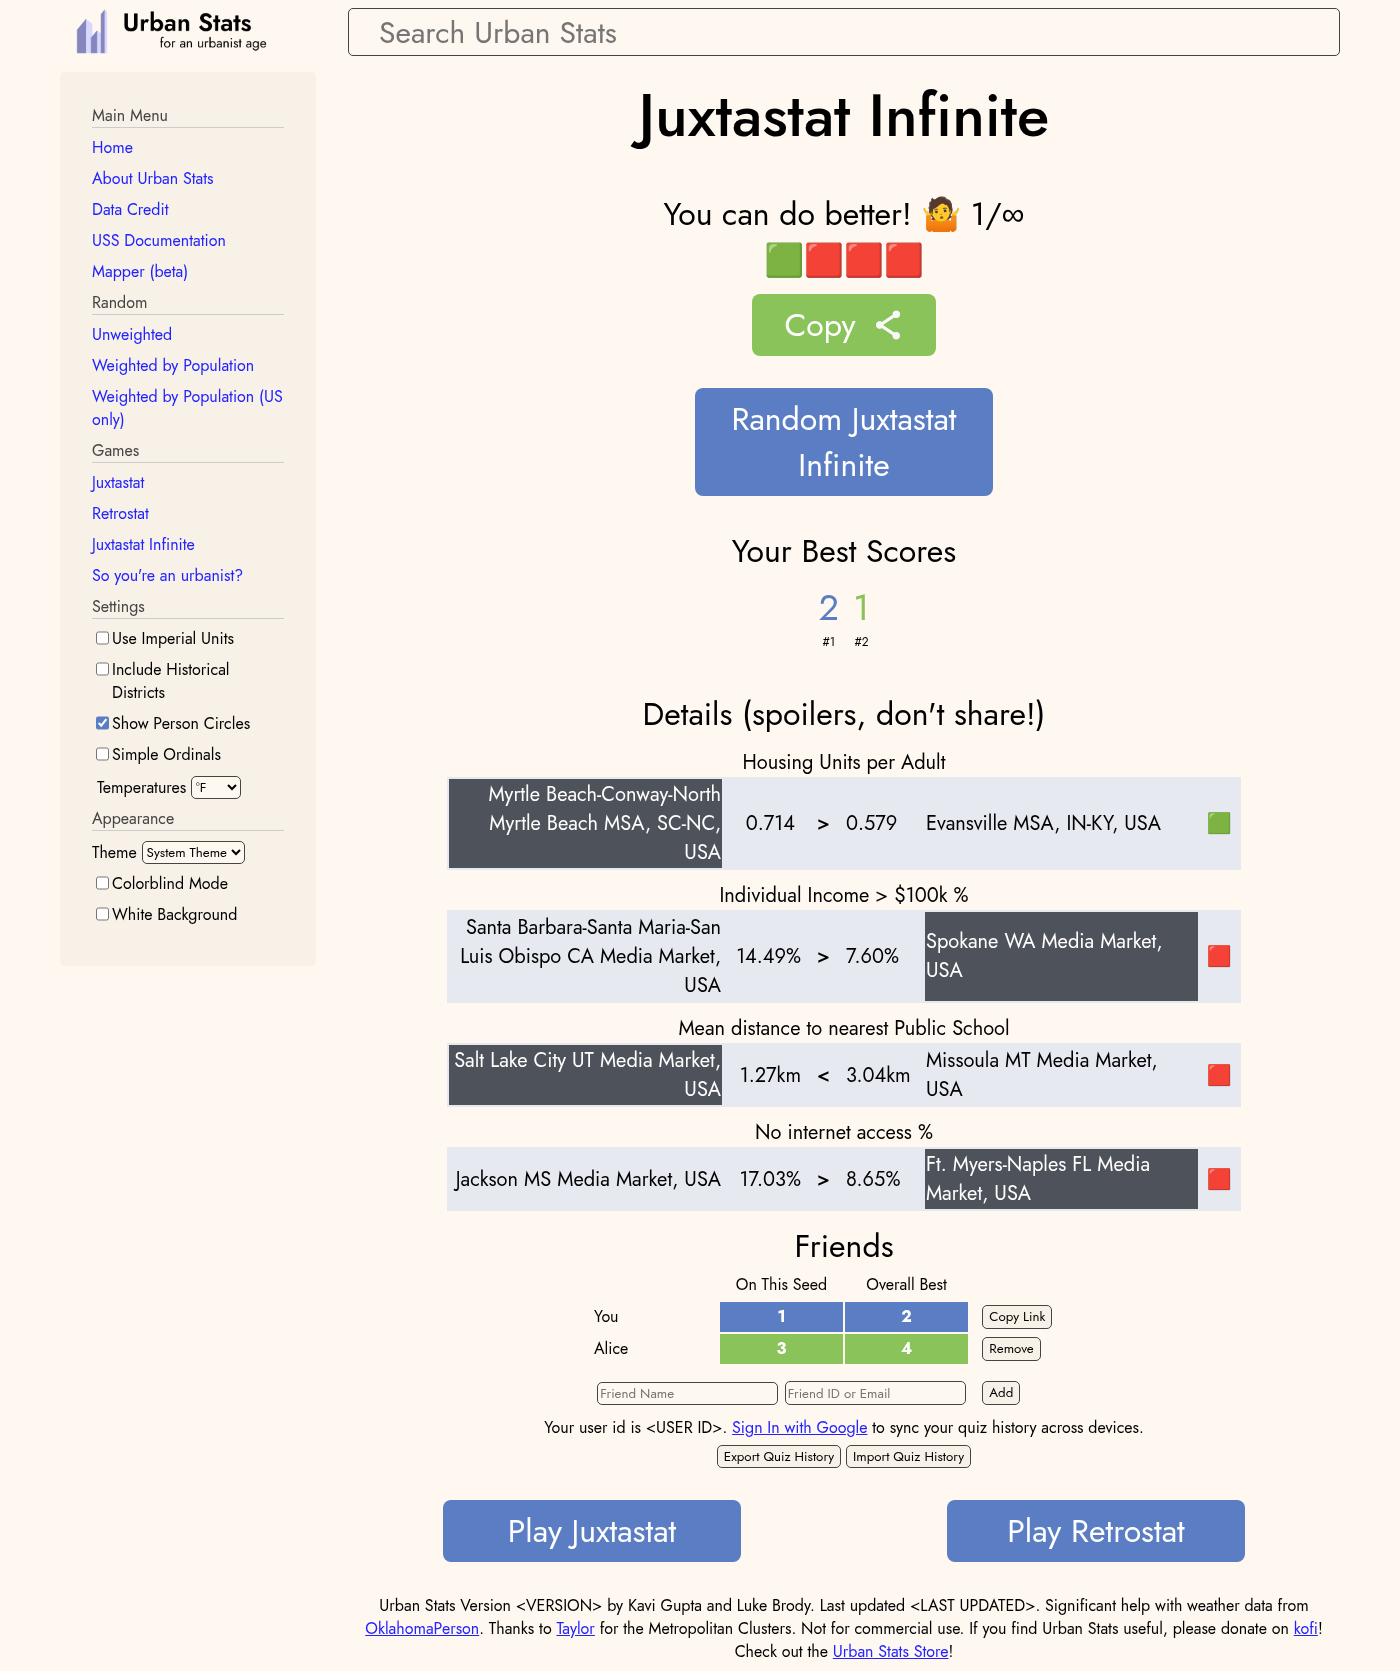 Urban Stats
for an urbanist age
Search Urban Stats
Main Menu
Home
About Urban Stats
Data Credit
USS Documentation
Mapper (beta)
Random
Unweighted
Weighted by Population
Weighted by Population (US
only)
Games
Juxtastat
Retrostat
Juxtastat Infinite
So you're an urbanist?
Settings
Use Imperial Units
Include Historical
Districts
Show Person Circles
Simple Ordinals
Temperatures °F
Appearance
Theme System Theme
Colorblind Mode
White Background
Juxtastat Infinite
You can do better! 🤷 1/∞
🟩🟥🟥🟥
Copy
Random Juxtastat
Infinite
Your Best Scores
2 1
#1 #2
Details (spoilers, don't share!)
Housing Units per Adult
Myrtle Beach-Conway-North
Myrtle Beach MSA, SC-NC,
USA
0.714 > 0.579
Evansville MSA, IN-KY, USA
🟩
Individual Income > $100k %
Santa Barbara-Santa Maria-San
Luis Obispo CA Media Market,
USA
14.49% > 7.60%
Spokane WA Media Market,
USA
🟥
Mean distance to nearest Public School
Salt Lake City UT Media Market,
USA
1.27km < 3.04km
Missoula MT Media Market,
USA
🟥
No internet access %
Jackson MS Media Market, USA
17.03% > 8.65%
Ft. Myers-Naples FL Media
Market, USA
🟥
Friends
On This Seed Overall Best
You 1 2 Copy Link
Alice 3 4 Remove
Friend Name Friend ID or Email Add
Your user id is <USER ID>. Sign In with Google to sync your quiz history across devices.
Export Quiz History Import Quiz History
Play Juxtastat Play Retrostat
Urban Stats Version <VERSION> by Kavi Gupta and Luke Brody. Last updated <LAST UPDATED>. Significant help with weather data from
OklahomaPerson. Thanks to Taylor for the Metropolitan Clusters. Not for commercial use. If you find Urban Stats useful, please donate on kofi!
Check out the Urban Stats Store!